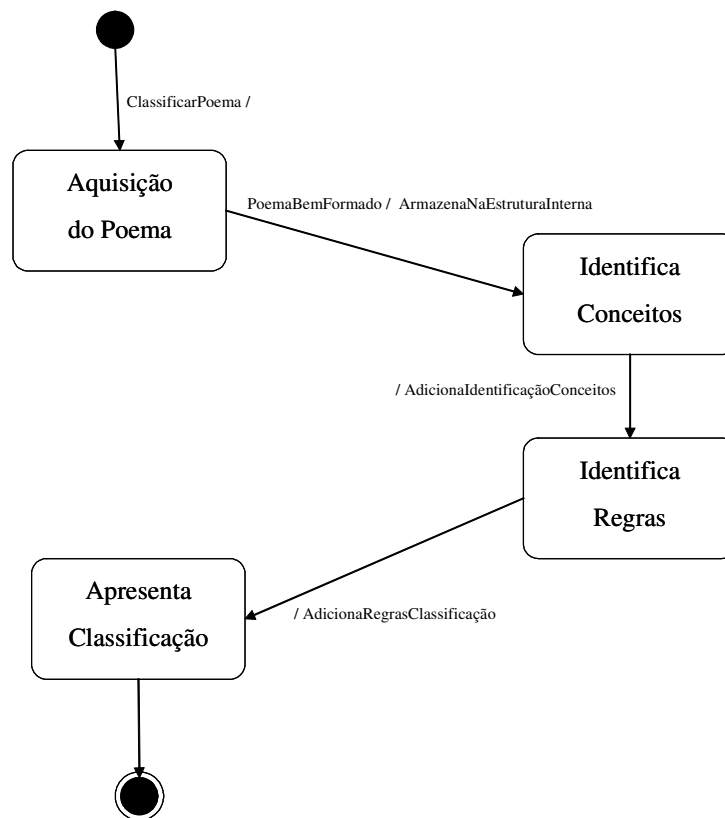 ClassificarPoema /
Aquisição
do Poema
PoemaBemFormado / ArmazenaNaEstruturaInterna
Identifica
Conceitos
/ AdicionaIdentificaçãoConceitos
Identifica
Regras
Apresenta
Classificação
/ AdicionaRegrasClassificação